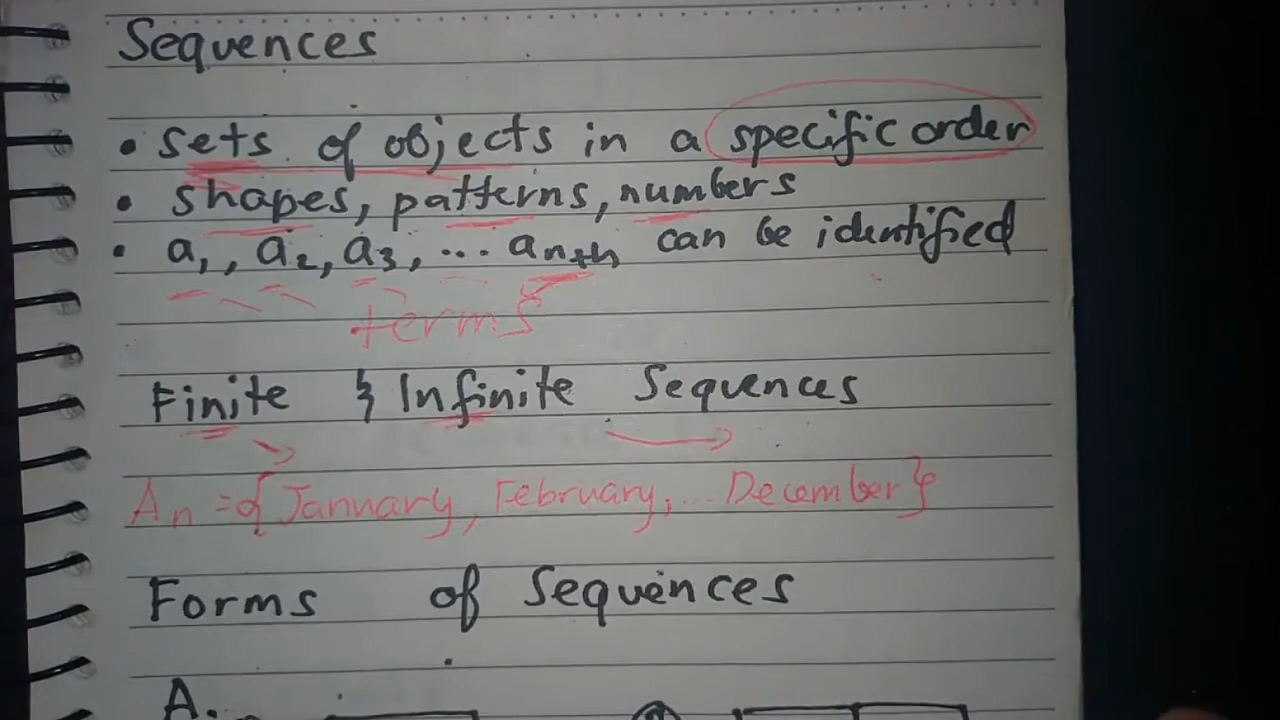 Sequences
• sets of objects in a specific order
• shapes, patterns, numbers
• a₁, a₂, a₃, ... aₙₜₕ can be identified
terms
Finite & Infinite Sequences
Aₙ = {January, February, ... December}
Forms of Sequences
A.